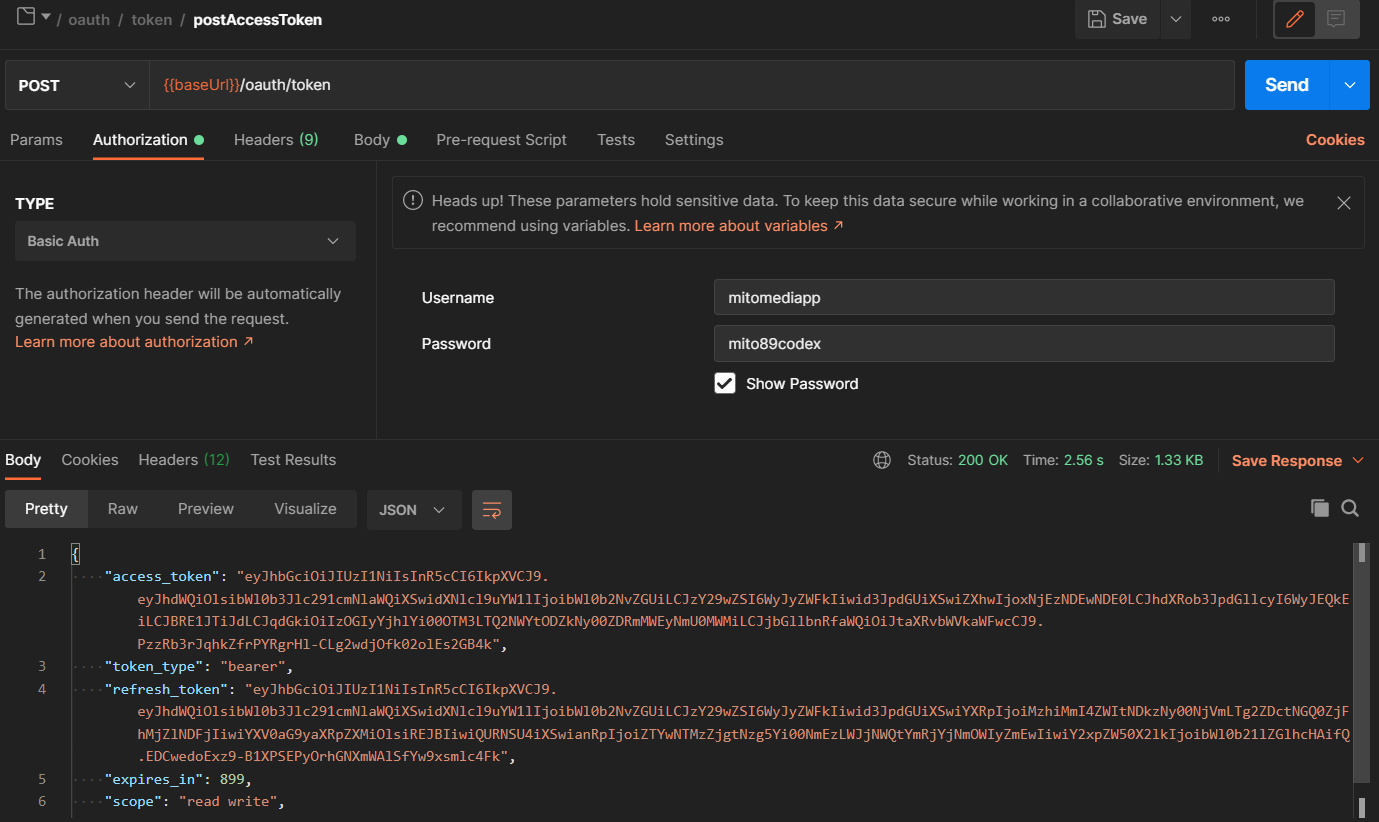 / oauth / token / postAccessToken
Save
POST
{{baseUrl}}/oauth/token
Send
Params Authorization Headers (9) Body Pre-request Script Tests Settings Cookies
TYPE
Basic Auth
The authorization header will be automatically
generated when you send the request.
Learn more about authorization ↗
Heads up! These parameters hold sensitive data. To keep this data secure while working in a collaborative environment, we
recommend using variables. Learn more about variables ↗
Username mitomediapp
Password mito89codex
Show Password
Body Cookies Headers (12) Test Results Status: 200 OK Time: 2.56 s Size: 1.33 KB Save Response
Pretty Raw Preview Visualize JSON
1 {
2 "access_token": "eyJhbGciOiJIUzI1NiIsInR5cCI6IkpXVCJ9.
eyJhdWQiOlsibWl0b3Jlc291cmNlaWQiXSwidXNlcl9uYW1lIjoibWl0b2NvZGUiLCJzY29wZSI6WyJyZWFkIiwid3JpdGUiXSwiZXhwIjoxNjEzNDEwNDE0LCJhdXRob3JpdGllcyI6WyJEQkE
iLCJBRE1JTiJdLCJqdGkiOiIzOGIyYjhlYi00OTM3LTQ2NWYtODZkNy00ZDRmMWEyNmU0MWMiLCJjbGllbnRfaWQiOiJtaXRvbWVkaWFwcCJ9.
PzzRb3rJqhkZfrPYRgrHl-CLg2wdjOfk02olEs2GB4k",
3 "token_type": "bearer",
4 "refresh_token": "eyJhbGciOiJIUzI1NiIsInR5cCI6IkpXVCJ9.
eyJhdWQiOlsibWl0b3Jlc291cmNlaWQiXSwidXNlcl9uYW1lIjoibWl0b2NvZGUiLCJzY29wZSI6WyJyZWFkIiwid3JpdGUiXSwiYXRpIjoiMzhiMmI4ZWItNDkzNy00NjVmLTg2ZDctNGQ0ZjF
hMjZlNDFjIiwiYXV0aG9yaXRpZXMiOlsiREJBIiwiQURNSU4iXSwianRpIjoiZTYwNTMzZjgtNzg5Yi00NmEzLWJjNWQtYmRjYjNmOWIyZmEwIiwiY2xpZW50X2lkIjoibWl0b21lZGlhcHAifQ
.EDCwedoExz9-B1XPSEPyOrhGNXmWAlSfYw9xsmlc4Fk",
5 "expires_in": 899,
6 "scope": "read write",